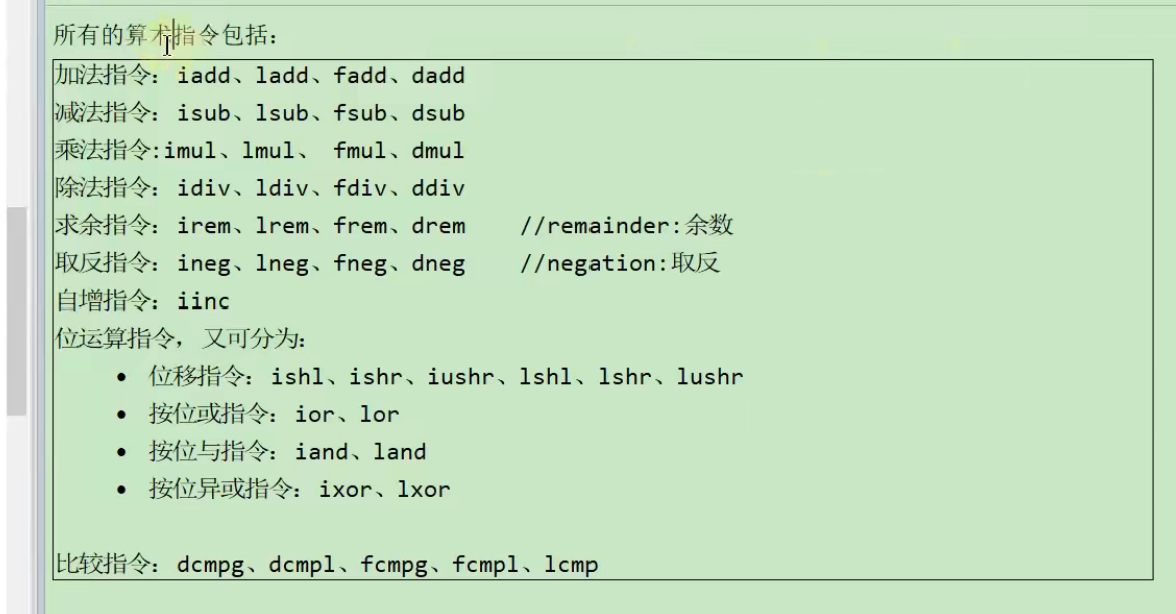 所有的算术指令包括：
加法指令：iadd、ladd、fadd、dadd
减法指令：isub、lsub、fsub、dsub
乘法指令:imul、lmul、 fmul、dmul
除法指令：idiv、ldiv、fdiv、ddiv
求余指令：irem、lrem、frem、drem    //remainder:余数
取反指令：ineg、lneg、fneg、dneg    //negation:取反
自增指令：iinc
位运算指令，又可分为：
• 位移指令：ishl、ishr、iushr、lshl、lshr、lushr
• 按位或指令：ior、lor
• 按位与指令：iand、land
• 按位异或指令：ixor、lxor
比较指令：dcmpg、dcmpl、fcmpg、fcmpl、lcmp